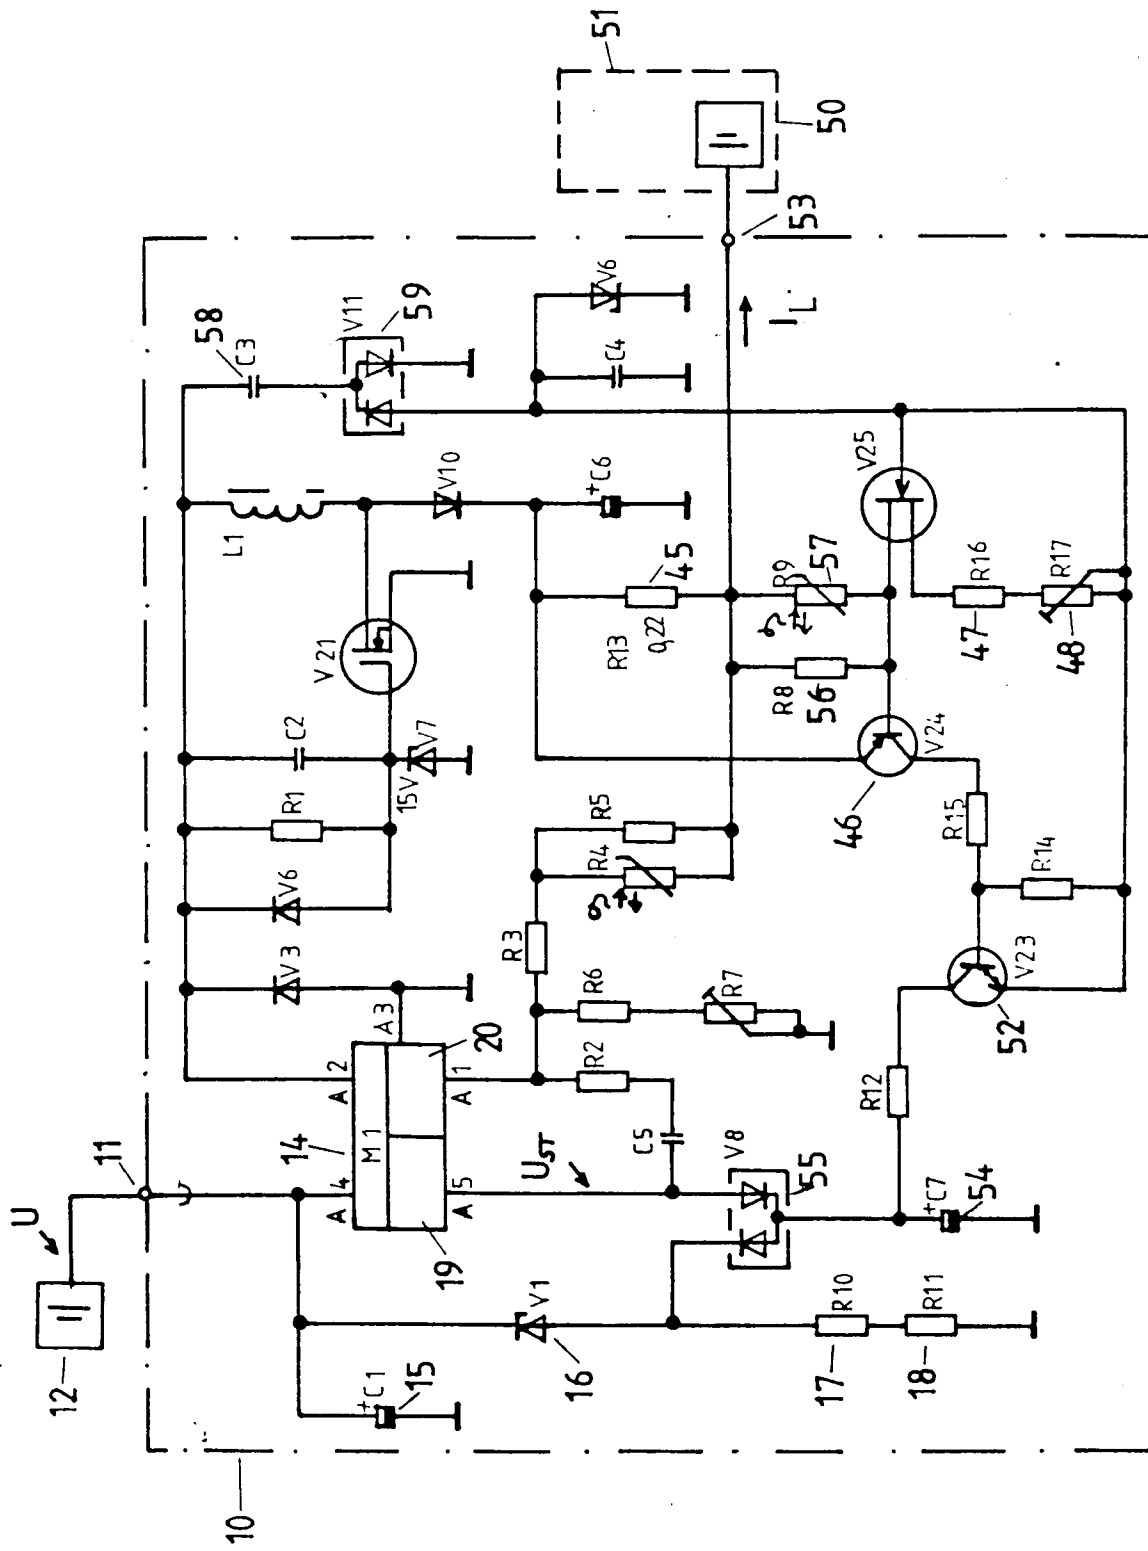 U
12
11
10
+C1
15
V1
16
R10
17
R11
18
14
M1
A 4
A 2
A 3
A 5
A 1
19
20
U_ST
C5
R2
V8
55
+C7
54
R12
R6
R7
R3
R4
R5
V3
V6
R1
C2
15V
V7
V21
L1
V10
+C6
C3
58
V11
59
C4
V6
R13
0,22
45
R8
56
R9
57
ϑ
ϑ
V24
46
R15
R14
V23
52
V25
R16
47
R17
48
I_L
53
50
51